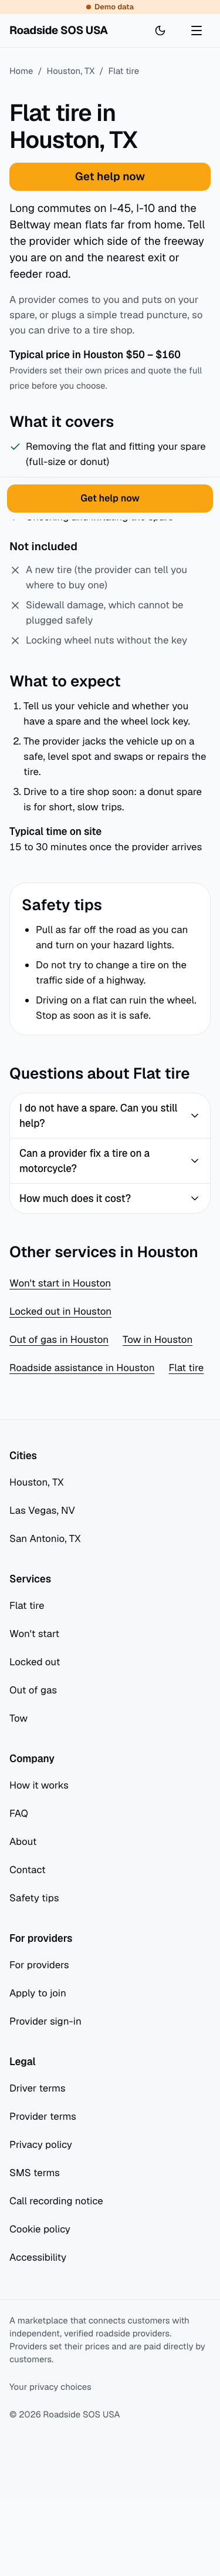 Demo data
Roadside SOS USA
Home / Houston, TX / Flat tire
Flat tire in
Houston, TX
Get help now
Long commutes on I-45, I-10 and the
Beltway mean flats far from home. Tell
the provider which side of the freeway
you are on and the nearest exit or
feeder road.
A provider comes to you and puts on your
spare, or plugs a simple tread puncture, so
you can drive to a tire shop.
Typical price in Houston $50 – $160
Providers set their own prices and quote the full
price before you choose.
What it covers
Removing the flat and fitting your spare
(full-size or donut)
Get help now
Not included
A new tire (the provider can tell you
where to buy one)
Sidewall damage, which cannot be
plugged safely
Locking wheel nuts without the key
What to expect
1. Tell us your vehicle and whether you
have a spare and the wheel lock key.
2. The provider jacks the vehicle up on a
safe, level spot and swaps or repairs the
tire.
3. Drive to a tire shop soon: a donut spare
is for short, slow trips.
Typical time on site
15 to 30 minutes once the provider arrives
Safety tips
• Pull as far off the road as you can
and turn on your hazard lights.
• Do not try to change a tire on the
traffic side of a highway.
• Driving on a flat can ruin the wheel.
Stop as soon as it is safe.
Questions about Flat tire
I do not have a spare. Can you still
help?
Can a provider fix a tire on a
motorcycle?
How much does it cost?
Other services in Houston
Won't start in Houston
Locked out in Houston
Out of gas in Houston Tow in Houston
Roadside assistance in Houston Flat tire
Cities
Houston, TX
Las Vegas, NV
San Antonio, TX
Services
Flat tire
Won't start
Locked out
Out of gas
Tow
Company
How it works
FAQ
About
Contact
Safety tips
For providers
For providers
Apply to join
Provider sign-in
Legal
Driver terms
Provider terms
Privacy policy
SMS terms
Call recording notice
Cookie policy
Accessibility
A marketplace that connects customers with
independent, verified roadside providers.
Providers set their prices and are paid directly by
customers.
Your privacy choices
© 2026 Roadside SOS USA